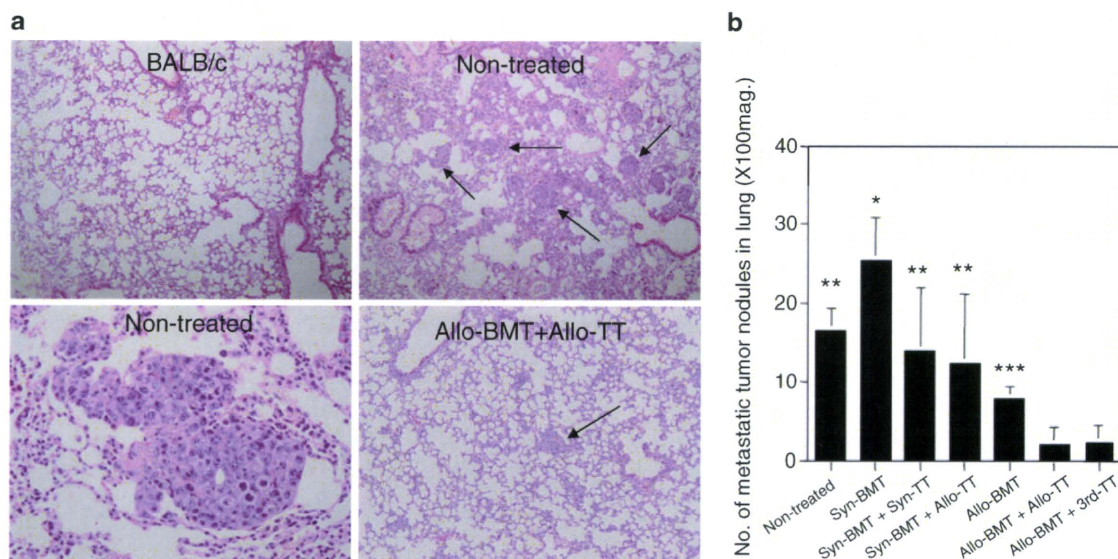 a
BALB/c
Non-treated
Non-treated
Allo-BMT+Allo-TT
b
No. of metastatic tumor nodules in lung (X100mag.)
40
30
20
10
0
**
*
**
**
***
Non-treated
Syn-BMT
Syn-BMT + Syn-TT
Syn-BMT + Allo-TT
Allo-BMT
Allo-BMT + Allo-TT
Allo-BMT + 3rd-TT